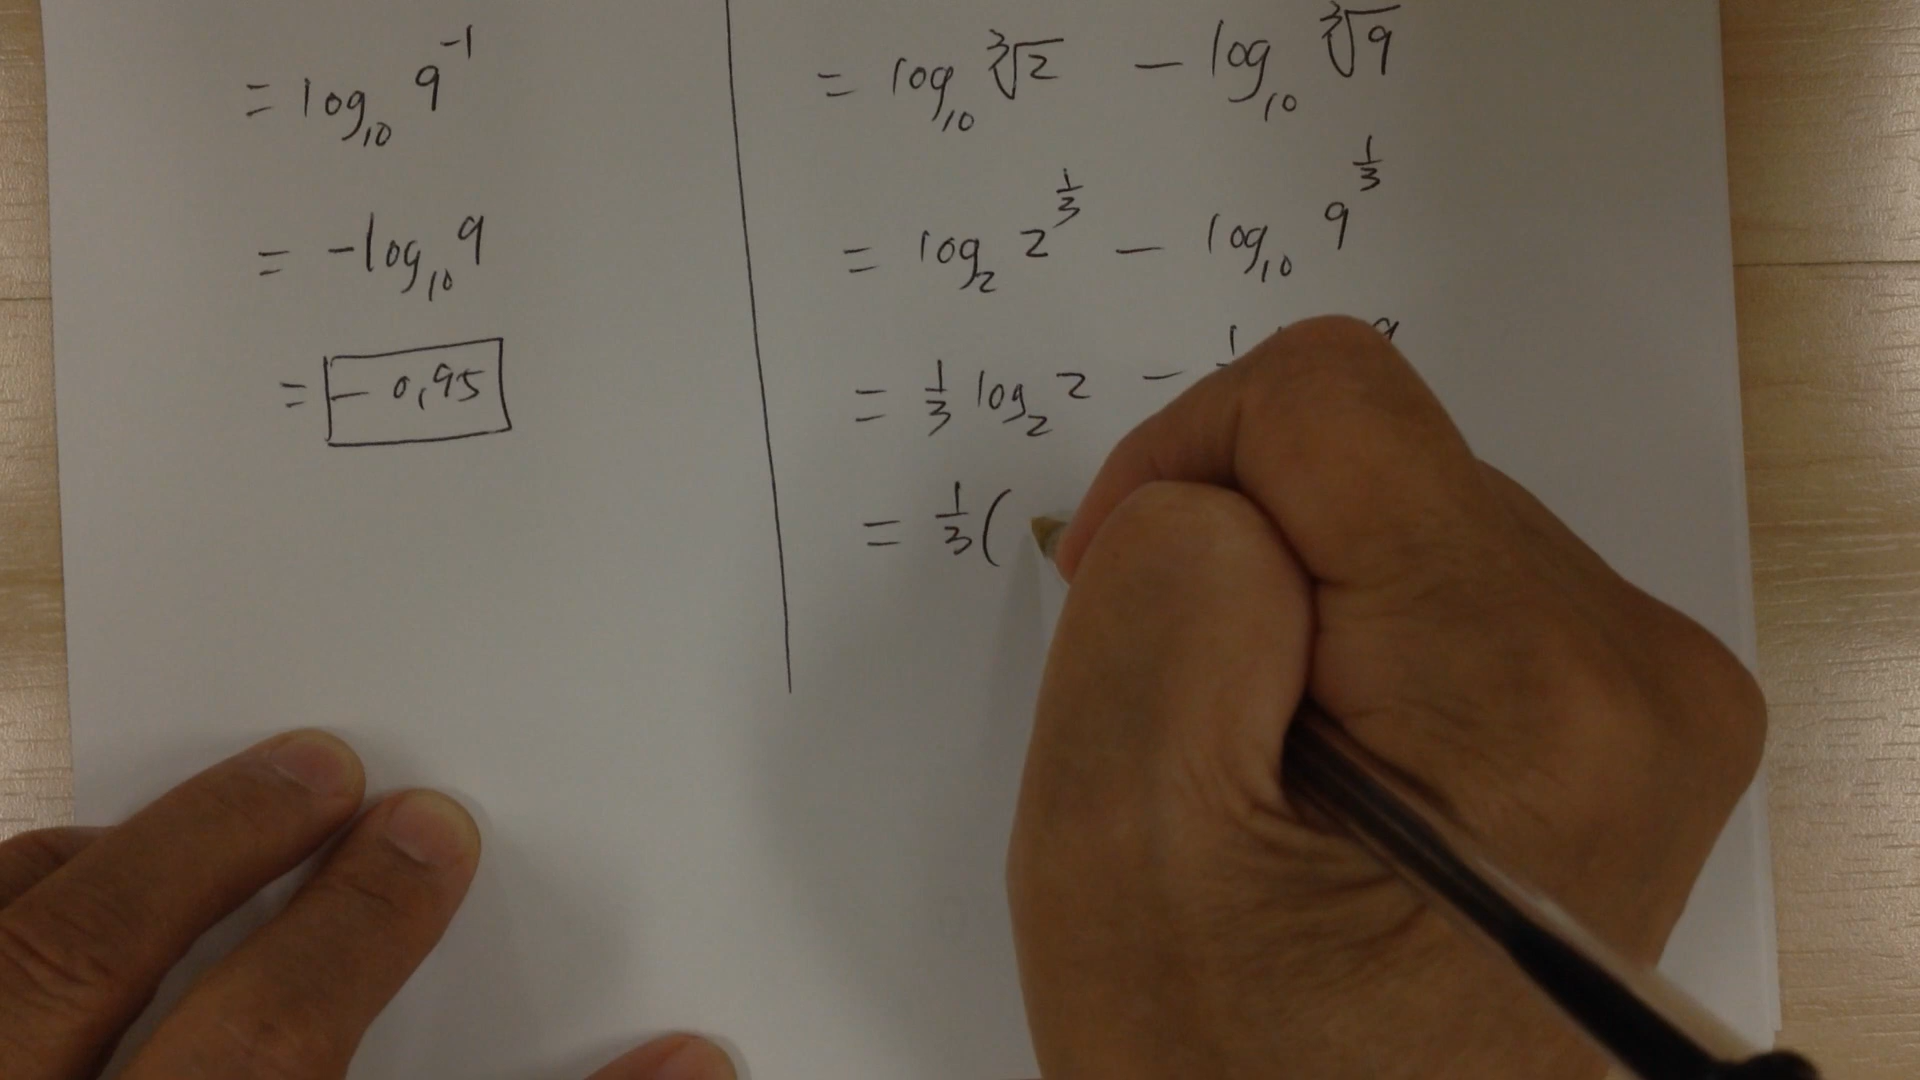 = log₁₀ 9⁻¹
= -log₁₀ 9
= - 0,95
= log₁₀ ∛2 - log₁₀ ∛9
= log₂ 2^(1/3) - log₁₀ 9^(1/3)
= 1/3 log₂ 2 - 9
= 1/3 (